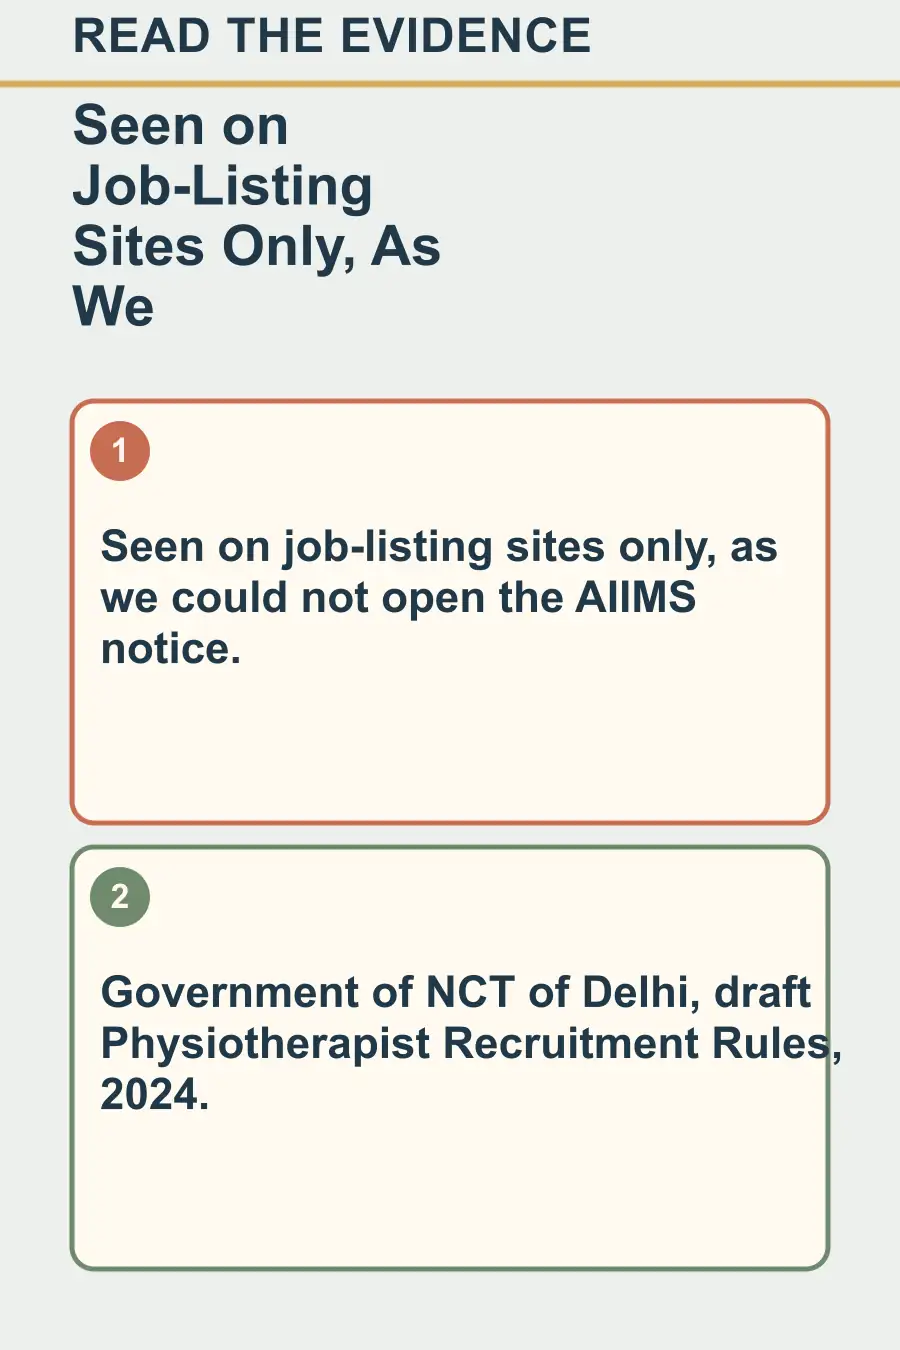 READ THE EVIDENCE
Seen on
Job-Listing
Sites Only, As
We
1
Seen on job-listing sites only, as
we could not open the AIIMS
notice.
2
Government of NCT of Delhi, draft
Physiotherapist Recruitment Rules,
2024.